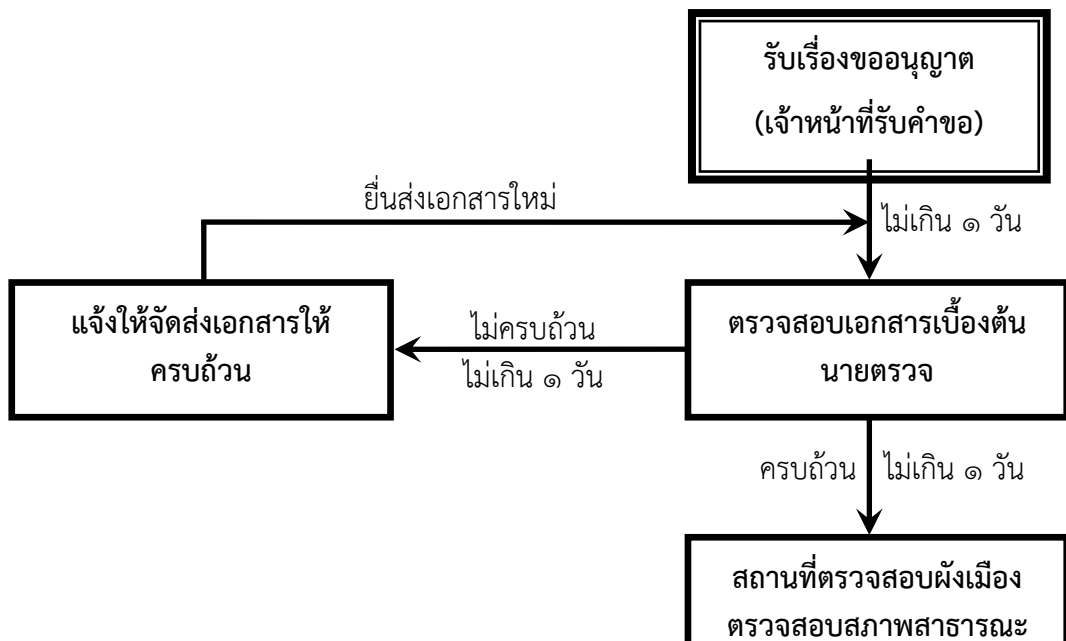 รับเรื่องขออนุญาต
(เจ้าหน้าที่รับคำขอ)
ยื่นส่งเอกสารใหม่
ไม่เกิน ๑ วัน
แจ้งให้จัดส่งเอกสารให้
ครบถ้วน
ไม่ครบถ้วน
ไม่เกิน ๑ วัน
ตรวจสอบเอกสารเบื้องต้น
นายตรวจ
ครบถ้วน
ไม่เกิน ๑ วัน
สถานที่ตรวจสอบผังเมือง
ตรวจสอบสภาพสาธารณะ